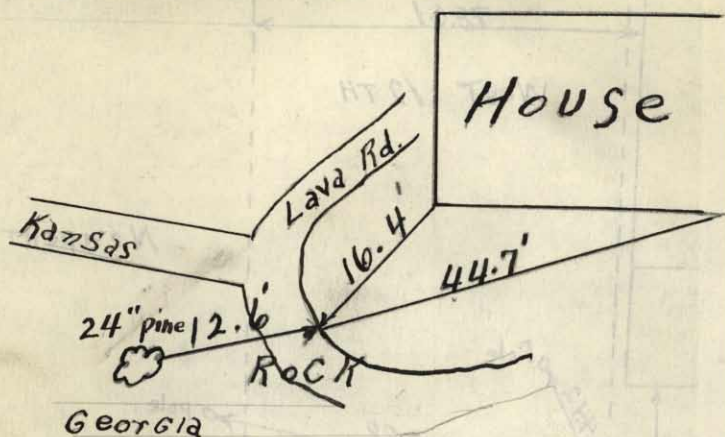 House
Lava Rd.
Kansas
16.4'
44.7'
24" pine
12.6'
ROCK
Georgia